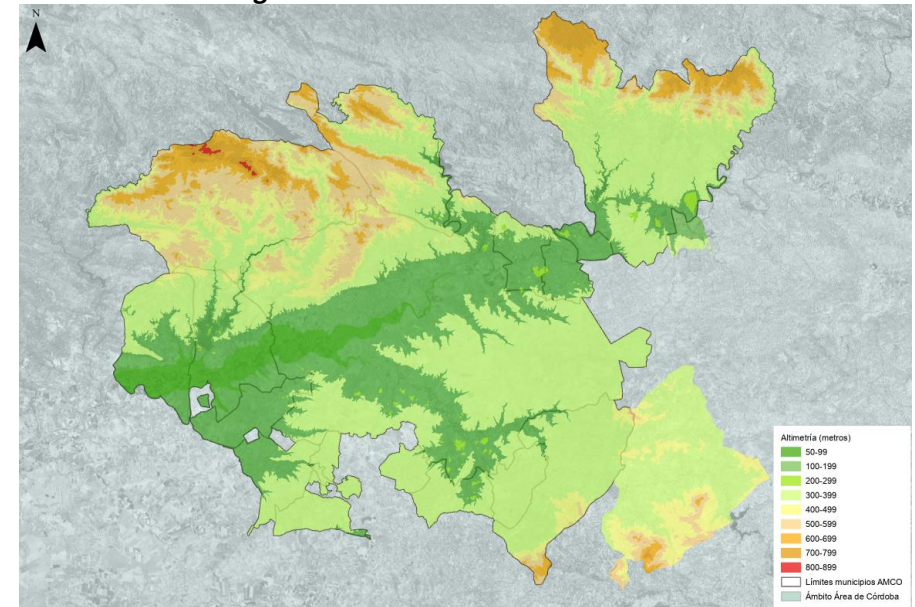 N
Altimetría (metros)
50-99
100-199
200-299
300-399
400-499
500-599
600-699
700-799
800-899
Límites municipios AMCO
Ámbito Área de Córdoba